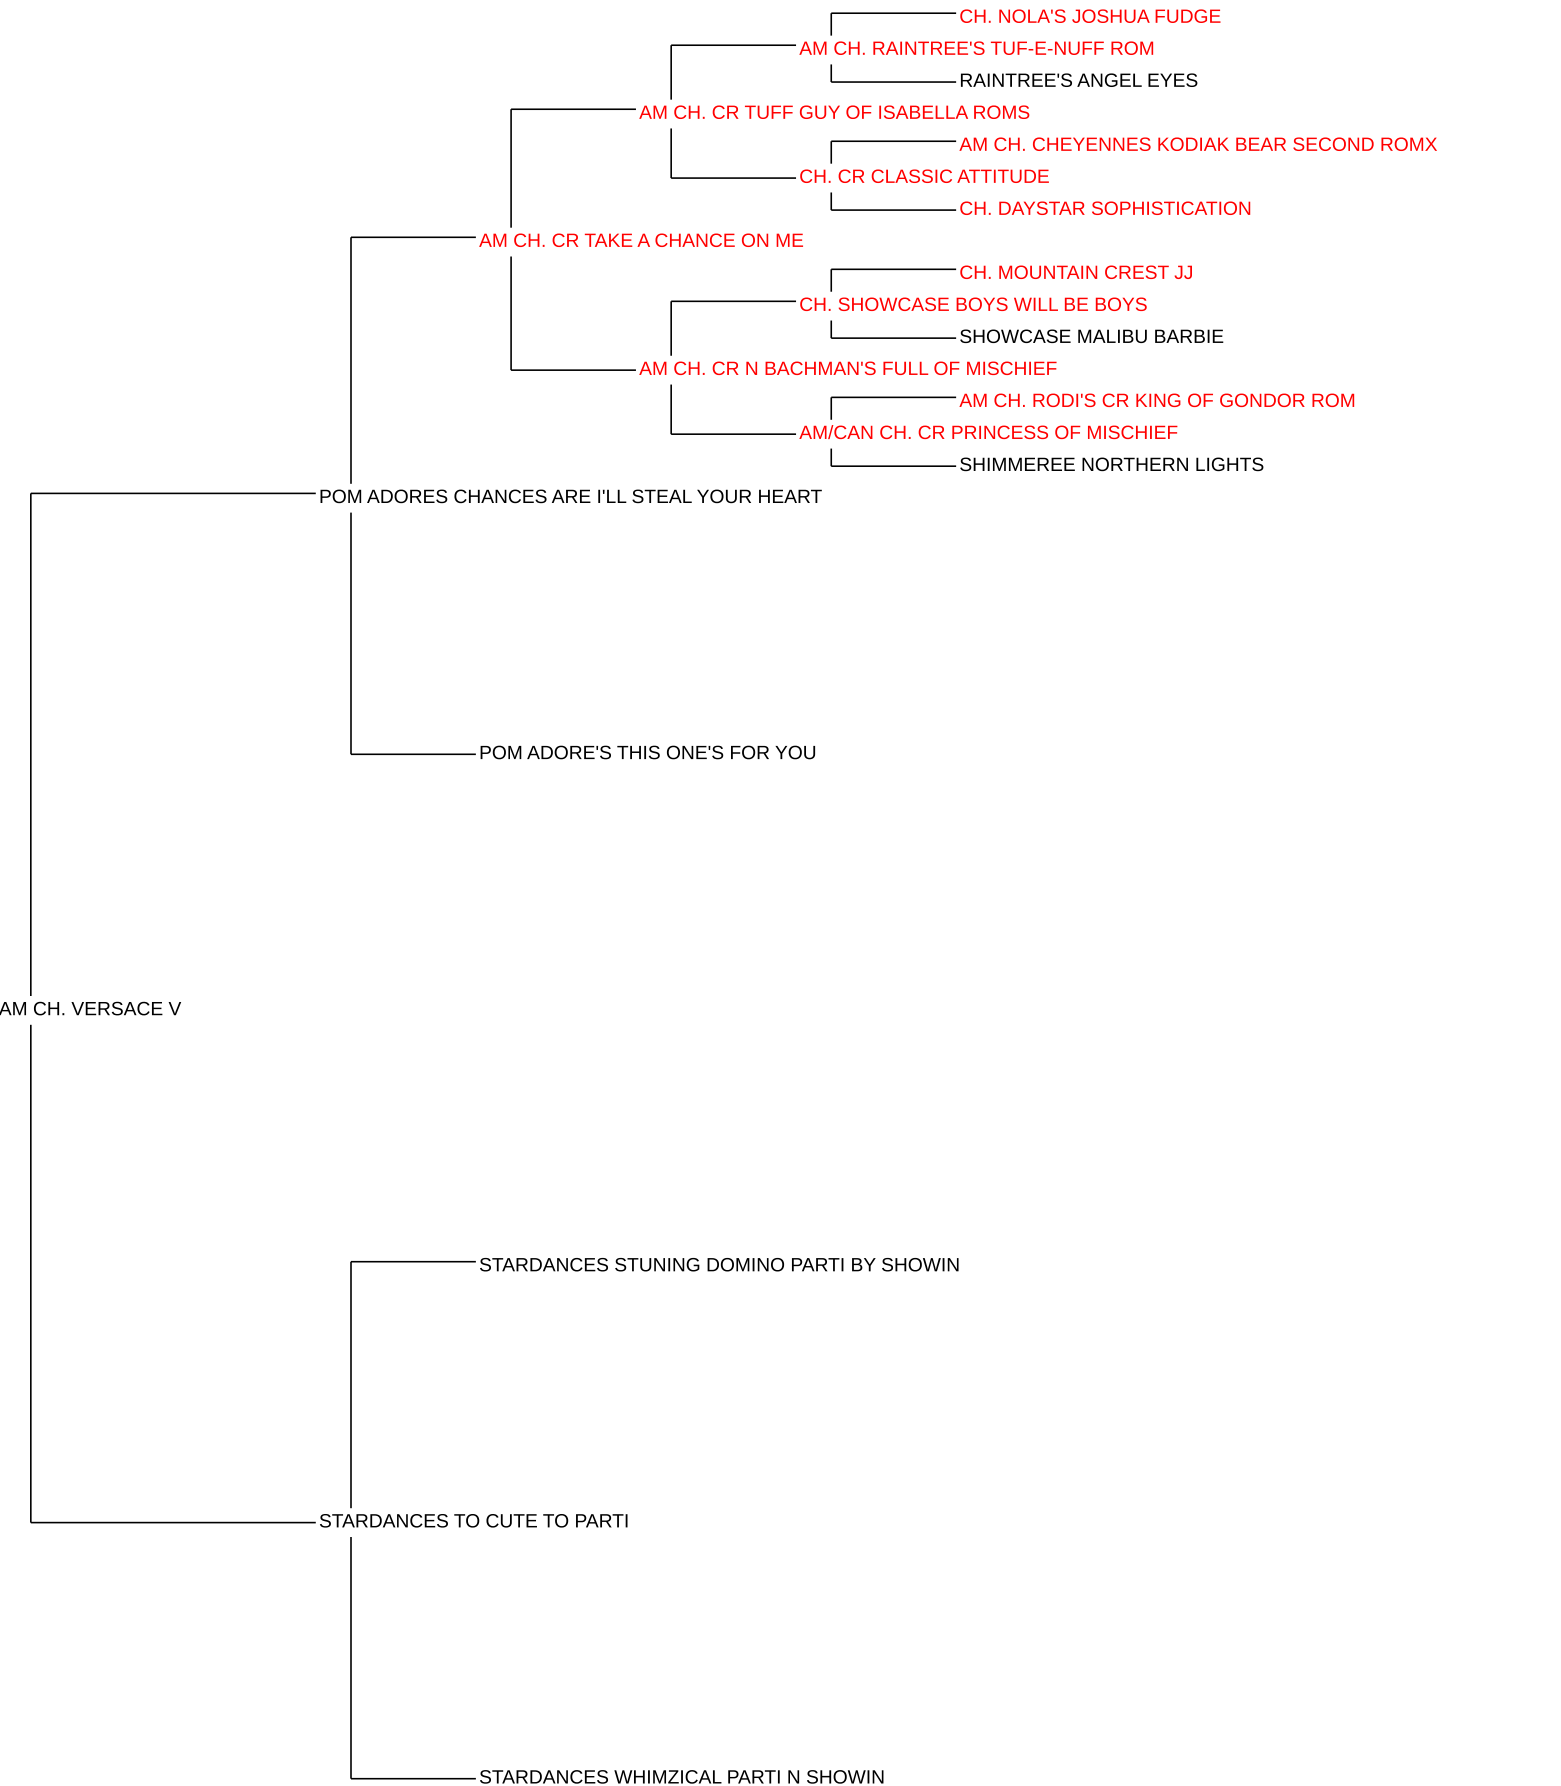 CH. NOLA'S JOSHUA FUDGE
AM CH. RAINTREE'S TUF-E-NUFF ROM
RAINTREE'S ANGEL EYES
AM CH. CR TUFF GUY OF ISABELLA ROMS
AM CH. CHEYENNES KODIAK BEAR SECOND ROMX
CH. CR CLASSIC ATTITUDE
CH. DAYSTAR SOPHISTICATION
AM CH. CR TAKE A CHANCE ON ME
CH. MOUNTAIN CREST JJ
CH. SHOWCASE BOYS WILL BE BOYS
SHOWCASE MALIBU BARBIE
AM CH. CR N BACHMAN'S FULL OF MISCHIEF
AM CH. RODI'S CR KING OF GONDOR ROM
AM/CAN CH. CR PRINCESS OF MISCHIEF
SHIMMEREE NORTHERN LIGHTS
POM ADORES CHANCES ARE I'LL STEAL YOUR HEART
POM ADORE'S THIS ONE'S FOR YOU
AM CH. VERSACE V
STARDANCES STUNING DOMINO PARTI BY SHOWIN
STARDANCES TO CUTE TO PARTI
STARDANCES WHIMZICAL PARTI N SHOWIN